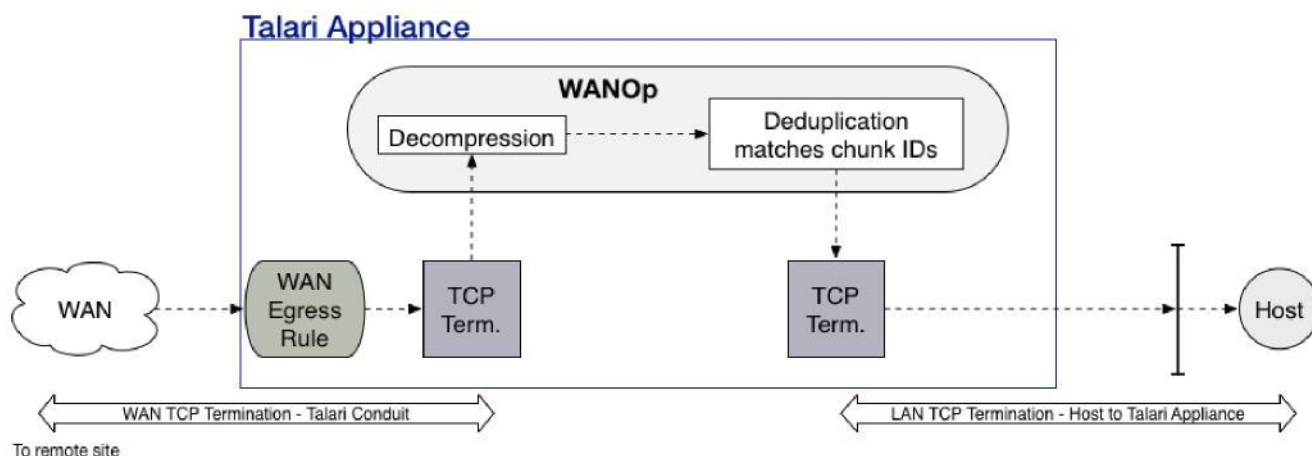 Talari Appliance
WANOp
Decompression
Deduplication
matches chunk IDs
WAN
WAN
Egress
Rule
TCP
Term.
TCP
Term.
Host
WAN TCP Termination - Talari Conduit
LAN TCP Termination - Host to Talari Appliance
To remote site